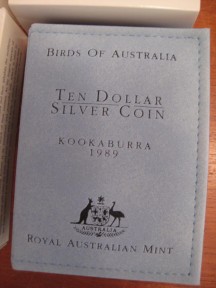 BIRDS OF AUSTRALIA
TEN DOLLAR
SILVER COIN
KOOKABURRA
1989
ROYAL AUSTRALIAN MINT